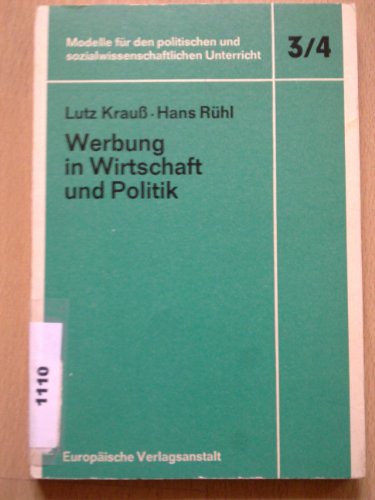 Modelle für den politischen und
sozialwissenschaftlichen Unterricht
3/4
Lutz Krauß · Hans Rühl
Werbung
in Wirtschaft
und Politik
1110
Europäische Verlagsanstalt